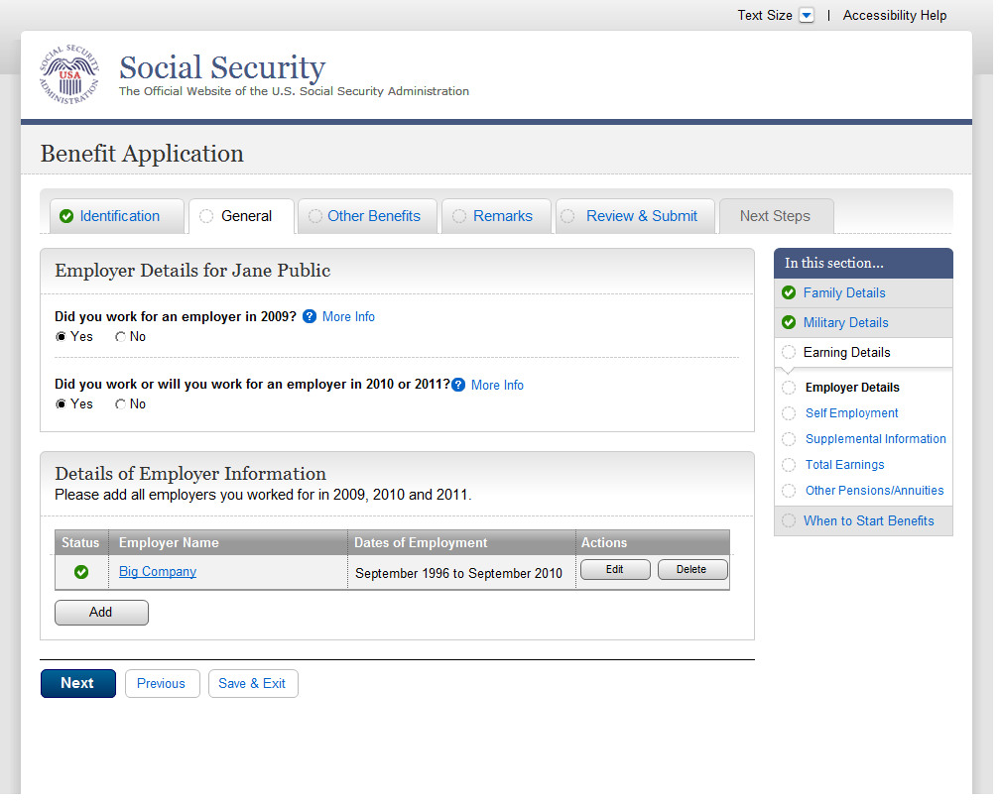 Text Size | Accessibility Help
SOCIAL SECURITY ADMINISTRATION
USA
Social Security
The Official Website of the U.S. Social Security Administration
Benefit Application
Identification General Other Benefits Remarks Review & Submit Next Steps
Employer Details for Jane Public
Did you work for an employer in 2009? ? More Info
Yes No
Did you work or will you work for an employer in 2010 or 2011? ? More Info
Yes No
Details of Employer Information
Please add all employers you worked for in 2009, 2010 and 2011.
Status Employer Name Dates of Employment Actions
Big Company September 1996 to September 2010 Edit Delete
Add
Next Previous Save & Exit
In this section...
Family Details
Military Details
Earning Details
Employer Details
Self Employment
Supplemental Information
Total Earnings
Other Pensions/Annuities
When to Start Benefits